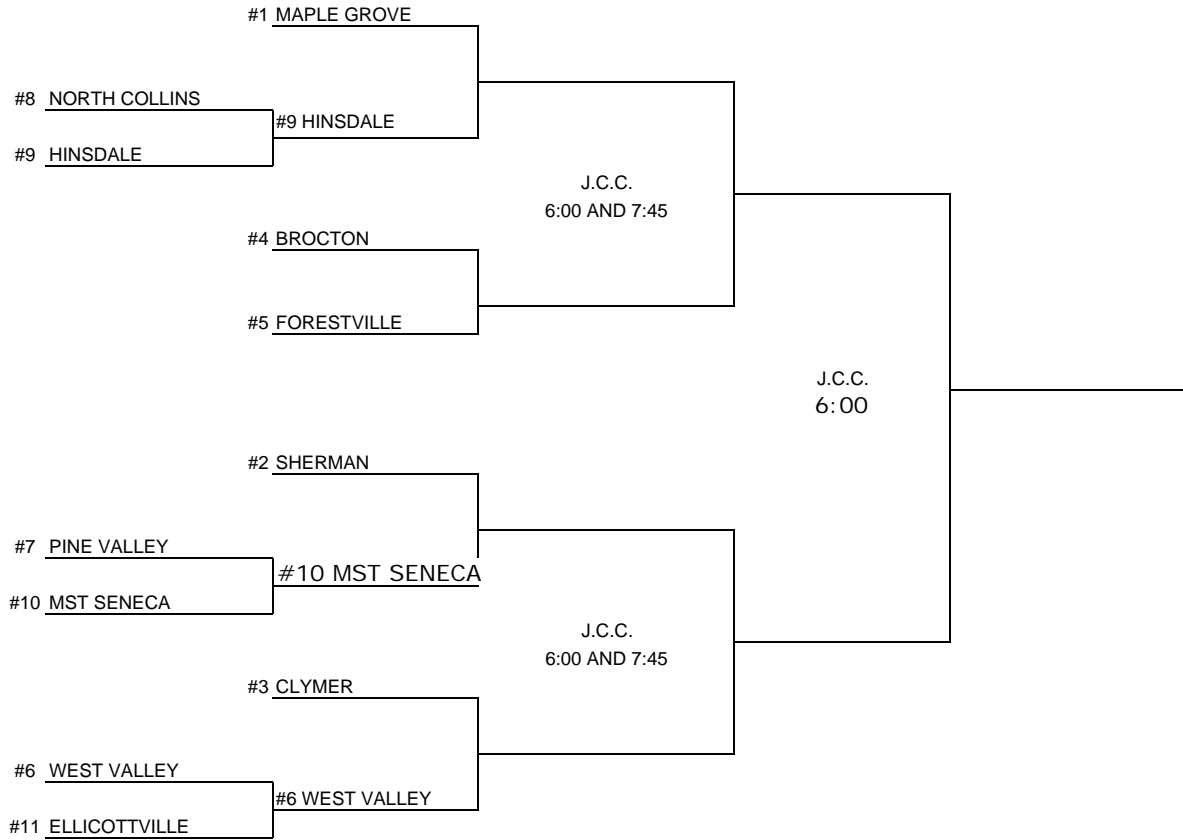 #1 MAPLE GROVE
#8 NORTH COLLINS
#9 HINSDALE
#9 HINSDALE
J.C.C.
6:00 AND 7:45
#4 BROCTON
#5 FORESTVILLE
J.C.C.
6:00
#2 SHERMAN
#7 PINE VALLEY
#10 MST SENECA
#10 MST SENECA
J.C.C.
6:00 AND 7:45
#3 CLYMER
#6 WEST VALLEY
#6 WEST VALLEY
#11 ELLICOTTVILLE